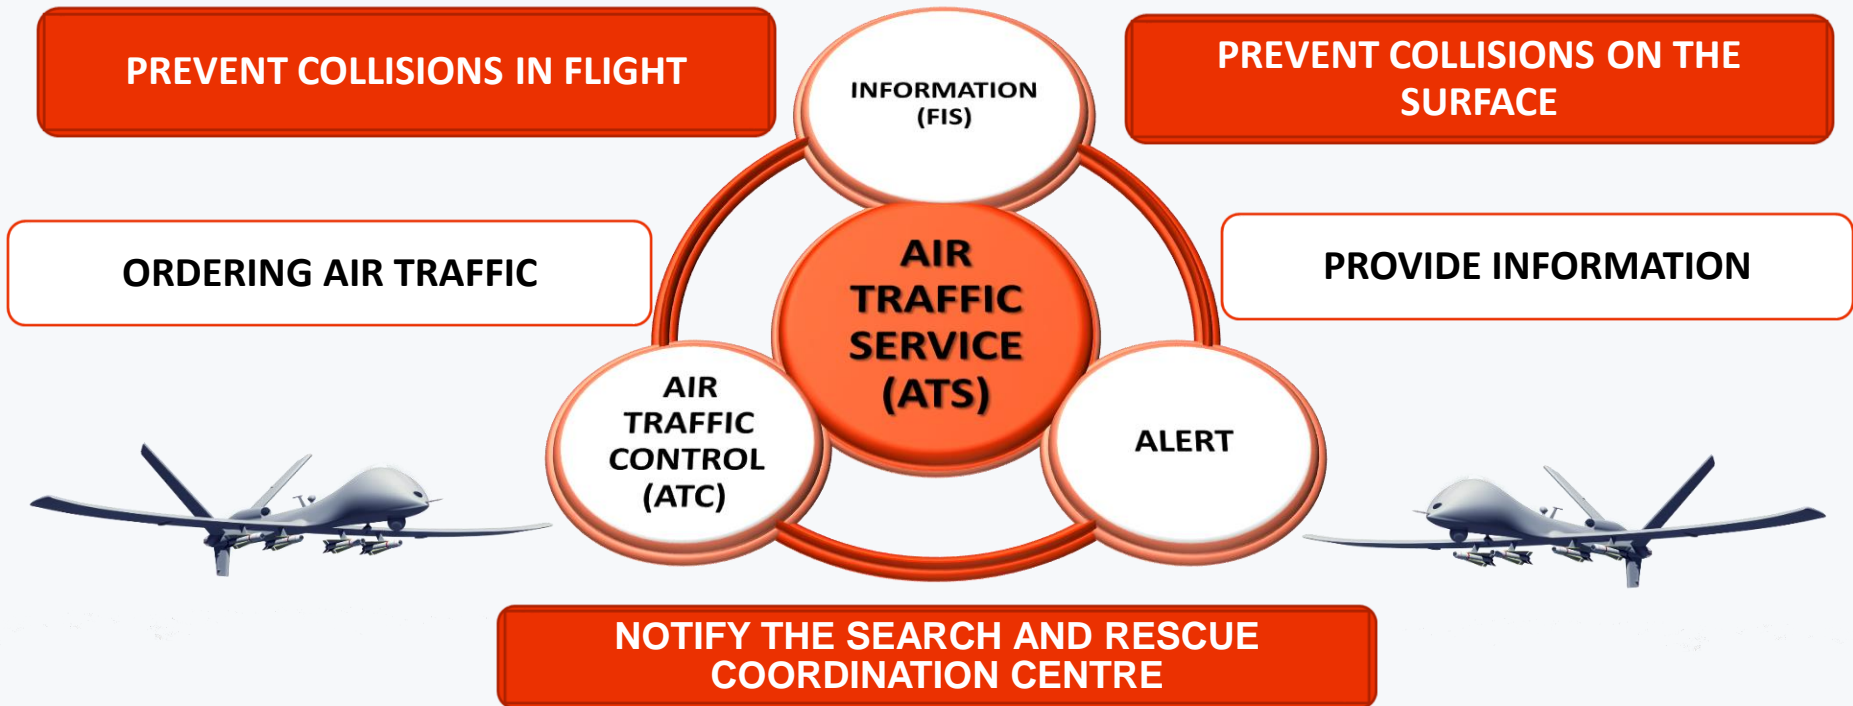 PREVENT COLLISIONS IN FLIGHT
INFORMATION
(FIS)
PREVENT COLLISIONS ON THE
SURFACE
ORDERING AIR TRAFFIC
AIR
TRAFFIC
SERVICE
(ATS)
PROVIDE INFORMATION
AIR
TRAFFIC
CONTROL
(ATC)
ALERT
NOTIFY THE SEARCH AND RESCUE
COORDINATION CENTRE